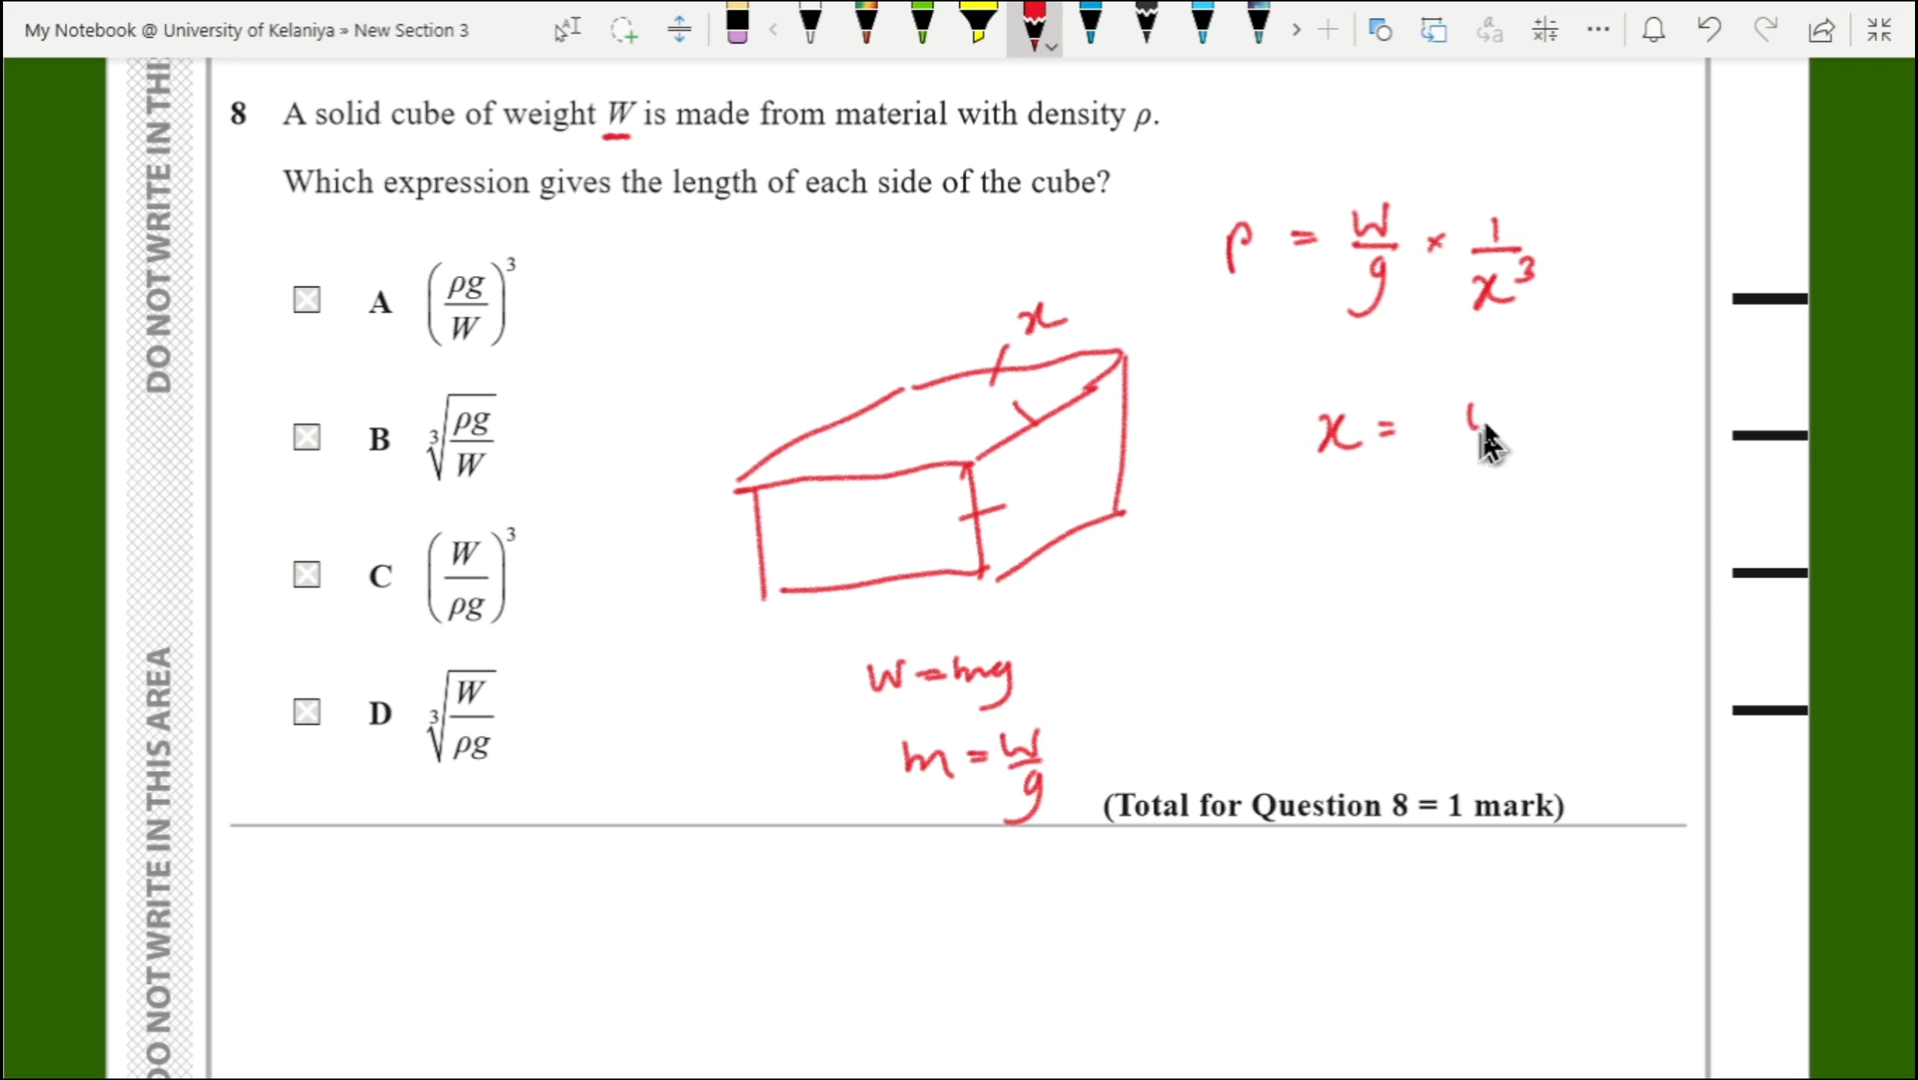 My Notebook @ University of Kelaniya » New Section 3
DO NOT WRITE IN THI
8 A solid cube of weight W is made from material with density ρ.
Which expression gives the length of each side of the cube?
A (ρg/W)³
B ∛(ρg/W)
C (W/ρg)³
D ∛(W/ρg)
ρ = W/g × 1/x³
x
x =
W = mg
m = W/g
(Total for Question 8 = 1 mark)
DO NOT WRITE IN THIS AREA